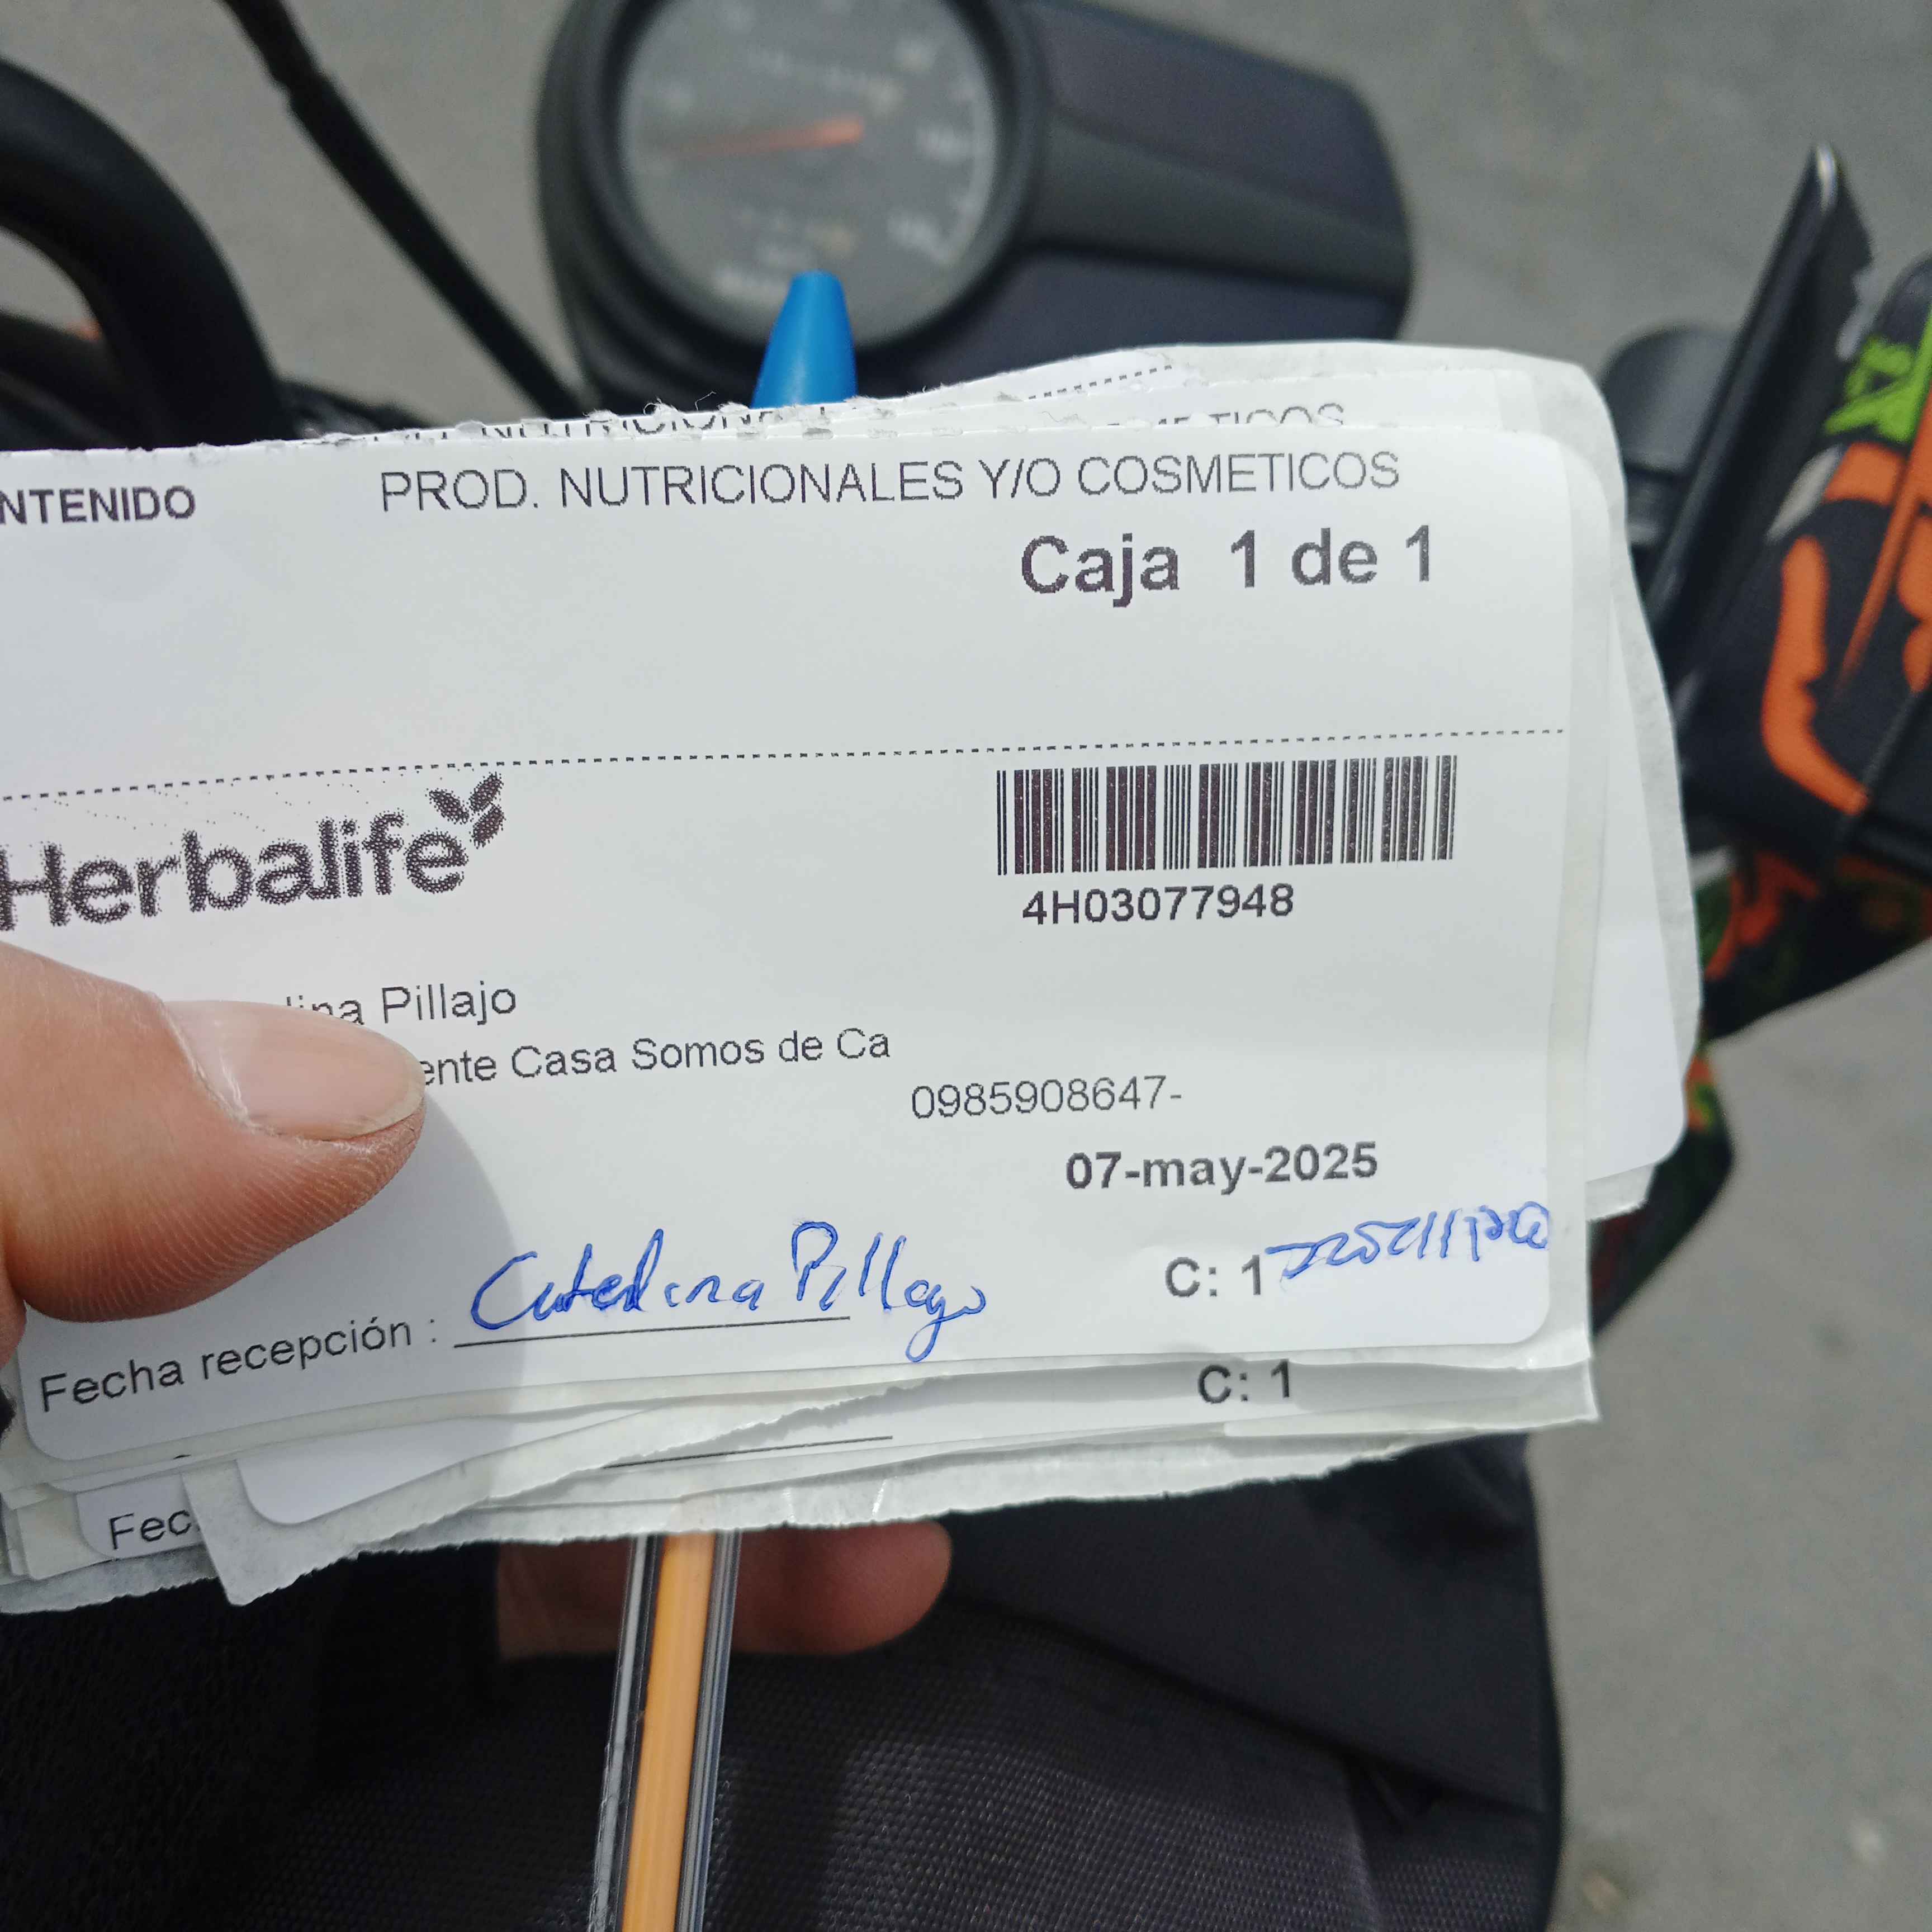 NTENIDO PROD. NUTRICIONALES Y/O COSMETICOS
Caja 1 de 1
Herbalife
4H03077948
lina Pillajo
ente Casa Somos de Ca
0985908647-
07-may-2025
Fecha recepción : Catalina Pillajo C: 1
C: 1
Fec